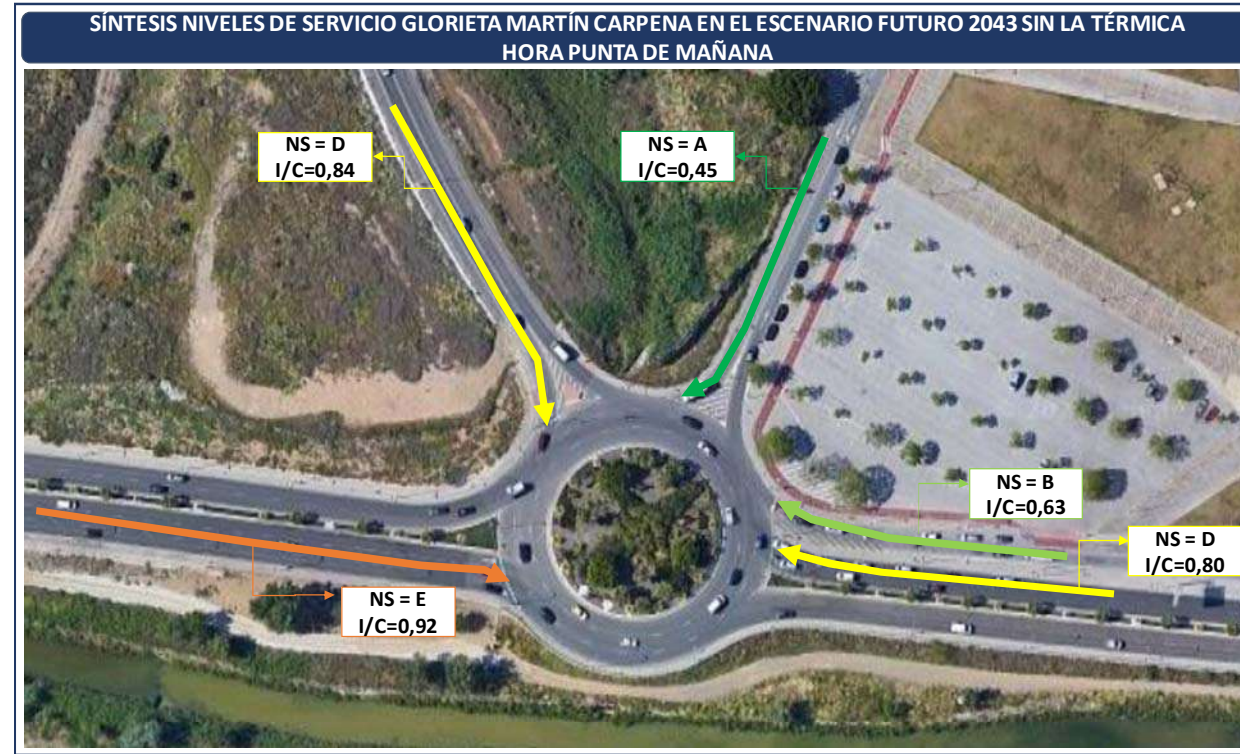 SÍNTESIS NIVELES DE SERVICIO GLORIETA MARTÍN CARPENA EN EL ESCENARIO FUTURO 2043 SIN LA TÉRMICA
HORA PUNTA DE MAÑANA
NS = D
I/C=0,84
NS = A
I/C=0,45
NS = B
I/C=0,63
NS = D
I/C=0,80
NS = E
I/C=0,92